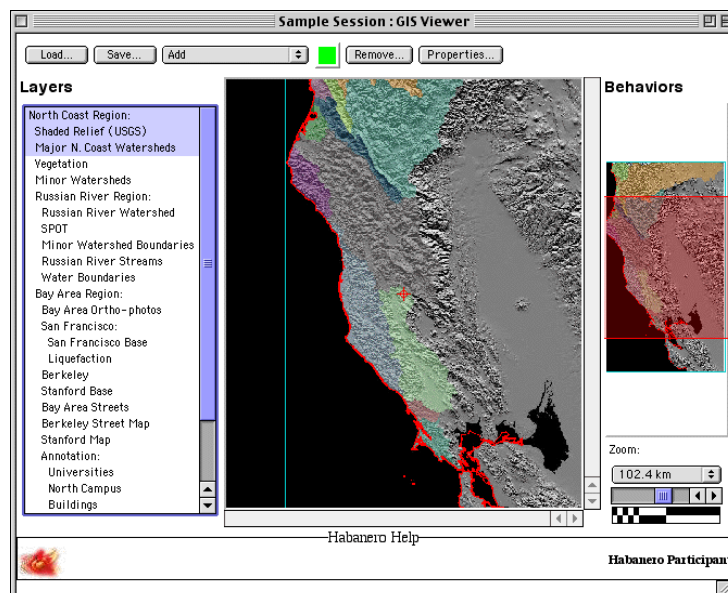 Sample Session : GIS Viewer
Load... Save... Add Remove... Properties...
Layers
Behaviors
North Coast Region:
Shaded Relief (USGS)
Major N. Coast Watersheds
Vegetation
Minor Watersheds
Russian River Region:
Russian River Watershed
SPOT
Minor Watershed Boundaries
Russian River Streams
Water Boundaries
Bay Area Region:
Bay Area Ortho-photos
San Francisco:
San Francisco Base
Liquefaction
Berkeley
Stanford Base
Bay Area Streets
Berkeley Street Map
Stanford Map
Annotation:
Universities
North Campus
Buildings
Zoom:
102.4 km
Habanero Help
Habanero Participan